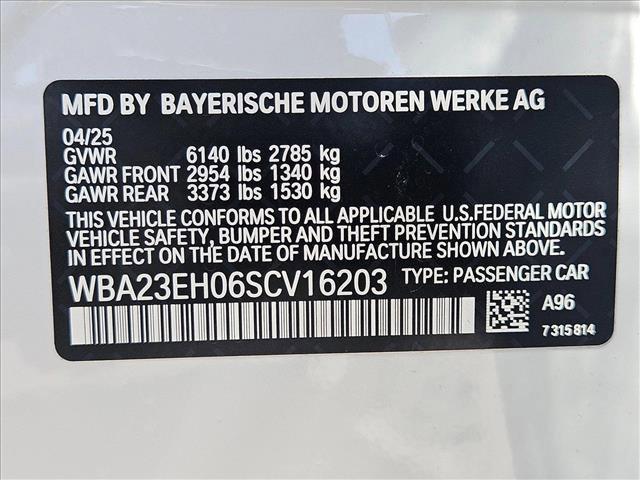 MFD BY BAYERISCHE MOTOREN WERKE AG
04/25
GVWR 6140 lbs 2785 kg
GAWR FRONT 2954 lbs 1340 kg
GAWR REAR 3373 lbs 1530 kg
THIS VEHICLE CONFORMS TO ALL APPLICABLE U.S.FEDERAL MOTOR
VEHICLE SAFETY, BUMPER AND THEFT PREVENTION STANDARDS
IN EFFECT ON THE DATE OF MANUFACTURE SHOWN ABOVE.
WBA23EH06SCV16203 TYPE: PASSENGER CAR
A96
7315814